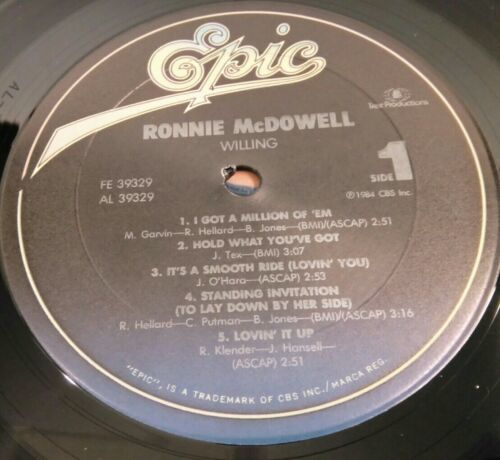 Epic
RONNIE McDOWELL
WILLING
Tree Productions
FE 39329
AL 39329
SIDE 1
℗ 1984 CBS Inc.
1. I GOT A MILLION OF 'EM
M. Garvin—R. Hellard—B. Jones—(BMI)/(ASCAP) 2:51
2. HOLD WHAT YOU'VE GOT
J. Tex—(BMI) 3:07
3. IT'S A SMOOTH RIDE (LOVIN' YOU)
J. O'Hara—(ASCAP) 2:53
4. STANDING INVITATION
(TO LAY DOWN BY HER SIDE)
R. Hellard—C. Putman—B. Jones—(BMI)/(ASCAP) 3:16
5. LOVIN' IT UP
R. Klender—J. Hansell—
(ASCAP) 2:51
"EPIC", IS A TRADEMARK OF CBS INC./ MARCA REG.